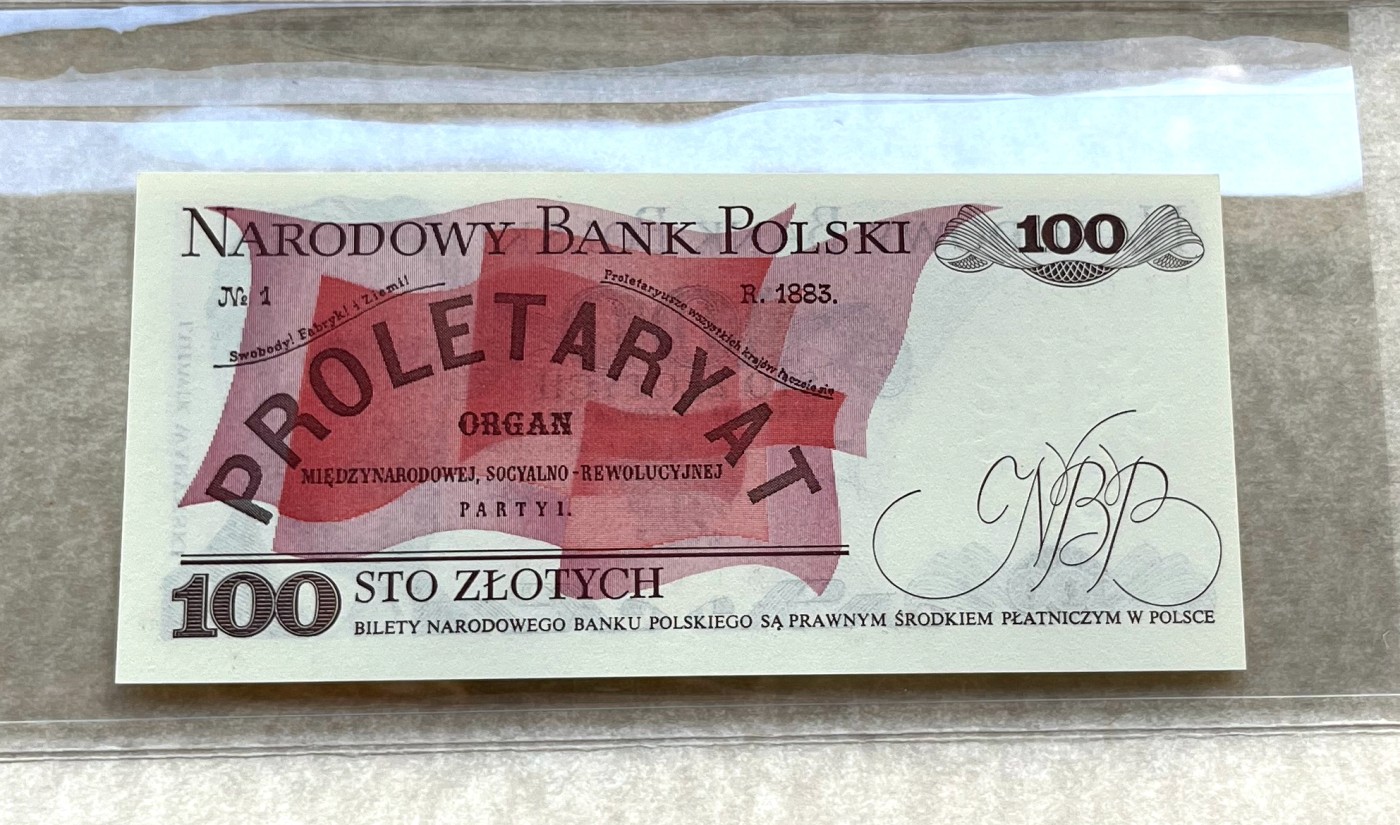 NARODOWY BANK POLSKI 100
№ 1
R. 1883.
Swobody! Fabryk! i Ziemi!
Proletaryusze wszystkich krajów łączcie się
PROLETARYAT
ORGAN
MIĘDZYNARODOWEJ, SOCYALNO-REWOLUCYJNEJ
PARTYI.
NBP
100 STO ZŁOTYCH
BILETY NARODOWEGO BANKU POLSKIEGO SĄ PRAWNYM ŚRODKIEM PŁATNICZYM W POLSCE